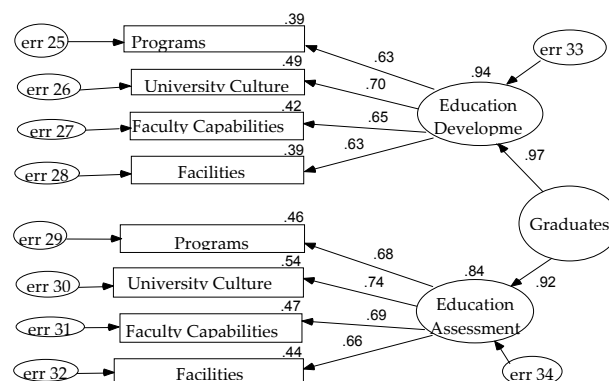 .39
err 25
Programs
.63
.49
err 26
University Culture
.70
.42
err 27
Faculty Capabilities
.65
.39
err 28
Facilities
.63
.94
err 33
Education
Developme
.97
Graduates
.46
err 29
Programs
.68
.54
err 30
University Culture
.74
.47
err 31
Faculty Capabilities
.69
.44
err 32
Facilities
.66
.84
Education
Assessment
.92
err 34